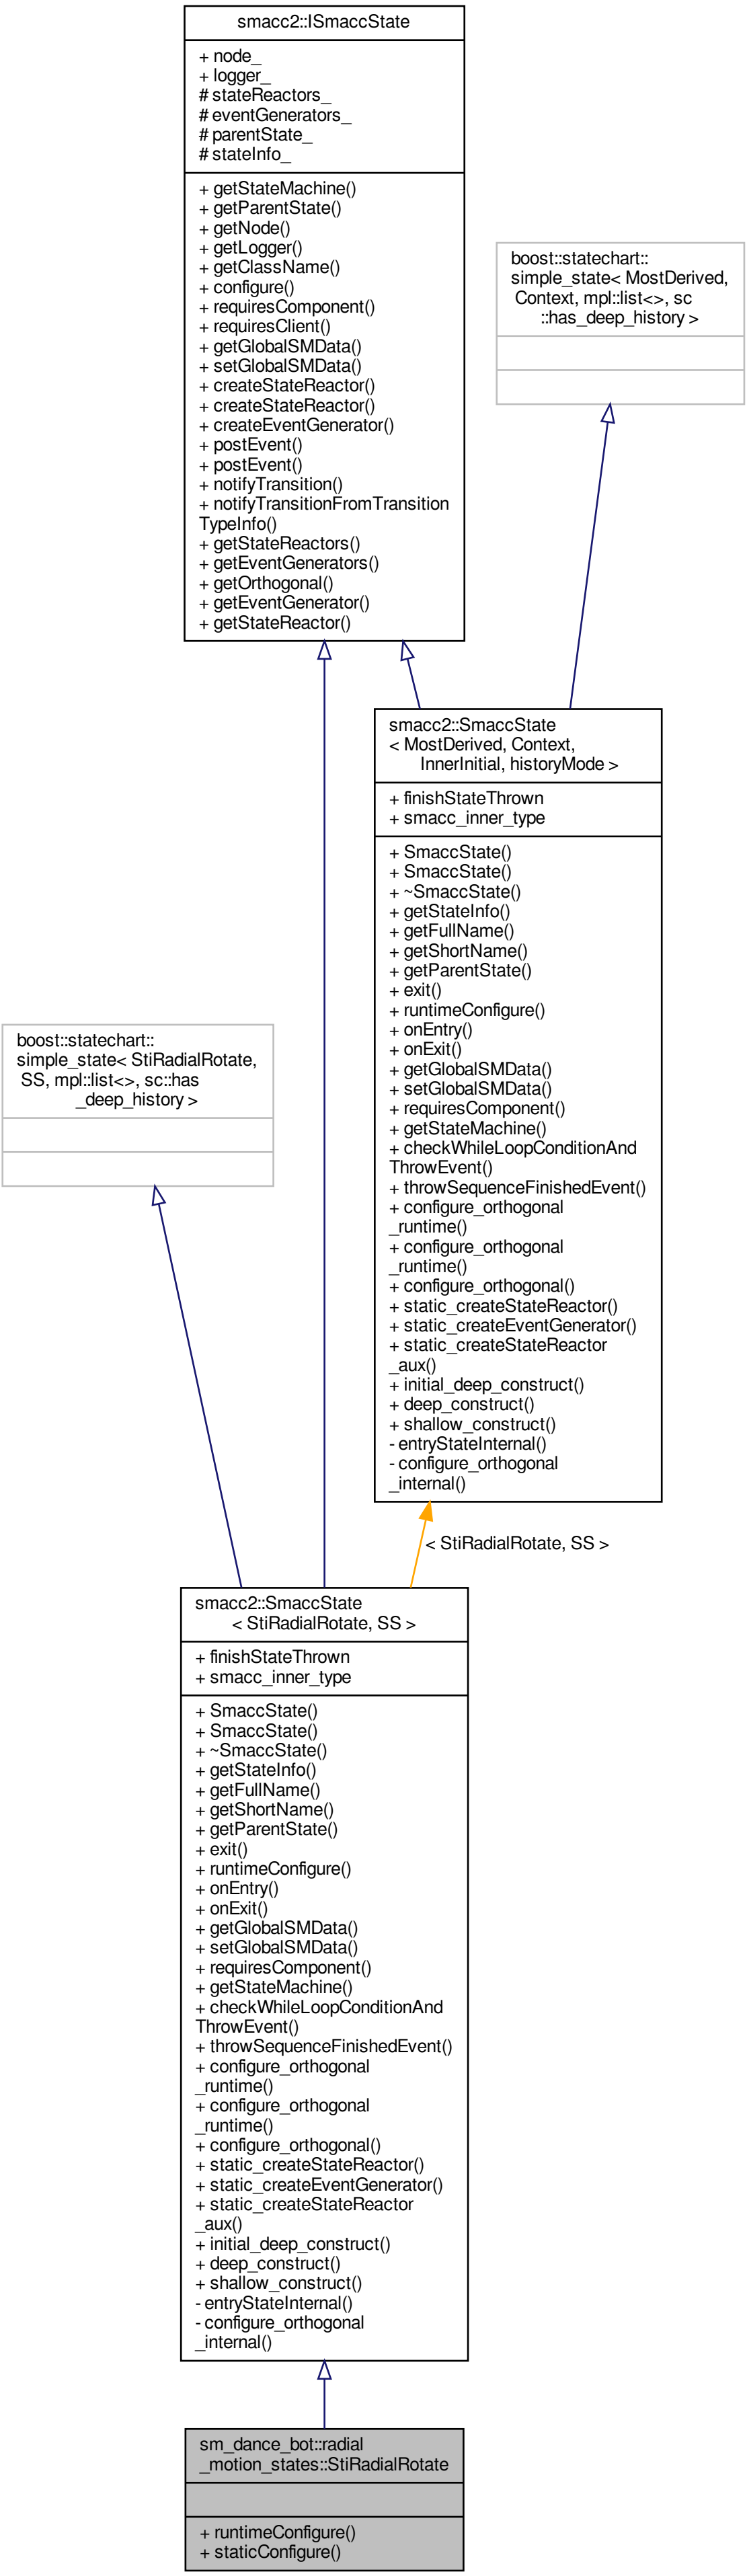 smacc2::ISmaccState
+ node_
+ logger_
# stateReactors_
# eventGenerators_
# parentState_
# stateInfo_
+ getStateMachine()
+ getParentState()
+ getNode()
+ getLogger()
+ getClassName()
+ configure()
+ requiresComponent()
+ requiresClient()
+ getGlobalSMData()
+ setGlobalSMData()
+ createStateReactor()
+ createStateReactor()
+ createEventGenerator()
+ postEvent()
+ postEvent()
+ notifyTransition()
+ notifyTransitionFromTransition
TypeInfo()
+ getStateReactors()
+ getEventGenerators()
+ getOrthogonal()
+ getEventGenerator()
+ getStateReactor()
boost::statechart::
simple_state< MostDerived,
Context, mpl::list<>, sc
::has_deep_history >
smacc2::SmaccState
< MostDerived, Context,
InnerInitial, historyMode >
+ finishStateThrown
+ smacc_inner_type
+ SmaccState()
+ SmaccState()
+ ~SmaccState()
+ getStateInfo()
+ getFullName()
+ getShortName()
+ getParentState()
+ exit()
+ runtimeConfigure()
+ onEntry()
+ onExit()
+ getGlobalSMData()
+ setGlobalSMData()
+ requiresComponent()
+ getStateMachine()
+ checkWhileLoopConditionAnd
ThrowEvent()
+ throwSequenceFinishedEvent()
+ configure_orthogonal
_runtime()
+ configure_orthogonal
_runtime()
+ configure_orthogonal()
+ static_createStateReactor()
+ static_createEventGenerator()
+ static_createStateReactor
_aux()
+ initial_deep_construct()
+ deep_construct()
+ shallow_construct()
- entryStateInternal()
- configure_orthogonal
_internal()
boost::statechart::
simple_state< StiRadialRotate,
SS, mpl::list<>, sc::has
_deep_history >
< StiRadialRotate, SS >
smacc2::SmaccState
< StiRadialRotate, SS >
+ finishStateThrown
+ smacc_inner_type
+ SmaccState()
+ SmaccState()
+ ~SmaccState()
+ getStateInfo()
+ getFullName()
+ getShortName()
+ getParentState()
+ exit()
+ runtimeConfigure()
+ onEntry()
+ onExit()
+ getGlobalSMData()
+ setGlobalSMData()
+ requiresComponent()
+ getStateMachine()
+ checkWhileLoopConditionAnd
ThrowEvent()
+ throwSequenceFinishedEvent()
+ configure_orthogonal
_runtime()
+ configure_orthogonal
_runtime()
+ configure_orthogonal()
+ static_createStateReactor()
+ static_createEventGenerator()
+ static_createStateReactor
_aux()
+ initial_deep_construct()
+ deep_construct()
+ shallow_construct()
- entryStateInternal()
- configure_orthogonal
_internal()
sm_dance_bot::radial
_motion_states::StiRadialRotate
+ runtimeConfigure()
+ staticConfigure()